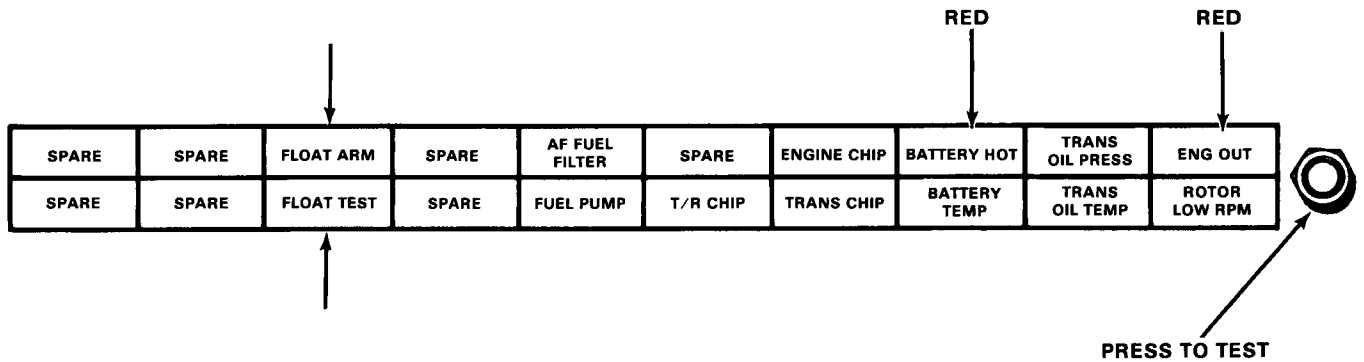 RED RED
SPARE SPARE FLOAT ARM SPARE AF FUEL FILTER SPARE ENGINE CHIP BATTERY HOT TRANS OIL PRESS ENG OUT
SPARE SPARE FLOAT TEST SPARE FUEL PUMP T/R CHIP TRANS CHIP BATTERY TEMP TRANS OIL TEMP ROTOR LOW RPM
PRESS TO TEST